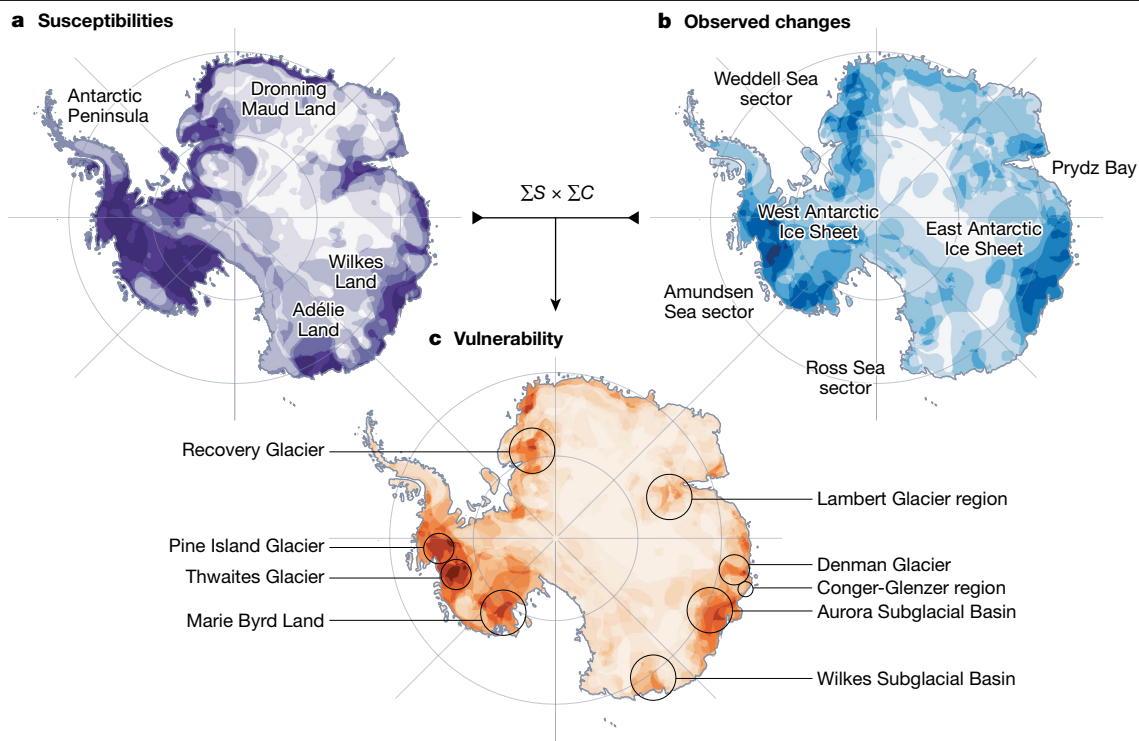 a Susceptibilities
Antarctic
Peninsula
Dronning
Maud Land
Wilkes
Land
Adélie
Land
b Observed changes
Weddell Sea
sector
Prydz Bay
West Antarctic
Ice Sheet
East Antarctic
Ice Sheet
Amundsen
Sea sector
Ross Sea
sector
∑S × ∑C
c Vulnerability
Recovery Glacier
Pine Island Glacier
Thwaites Glacier
Marie Byrd Land
Lambert Glacier region
Denman Glacier
Conger-Glenzer region
Aurora Subglacial Basin
Wilkes Subglacial Basin